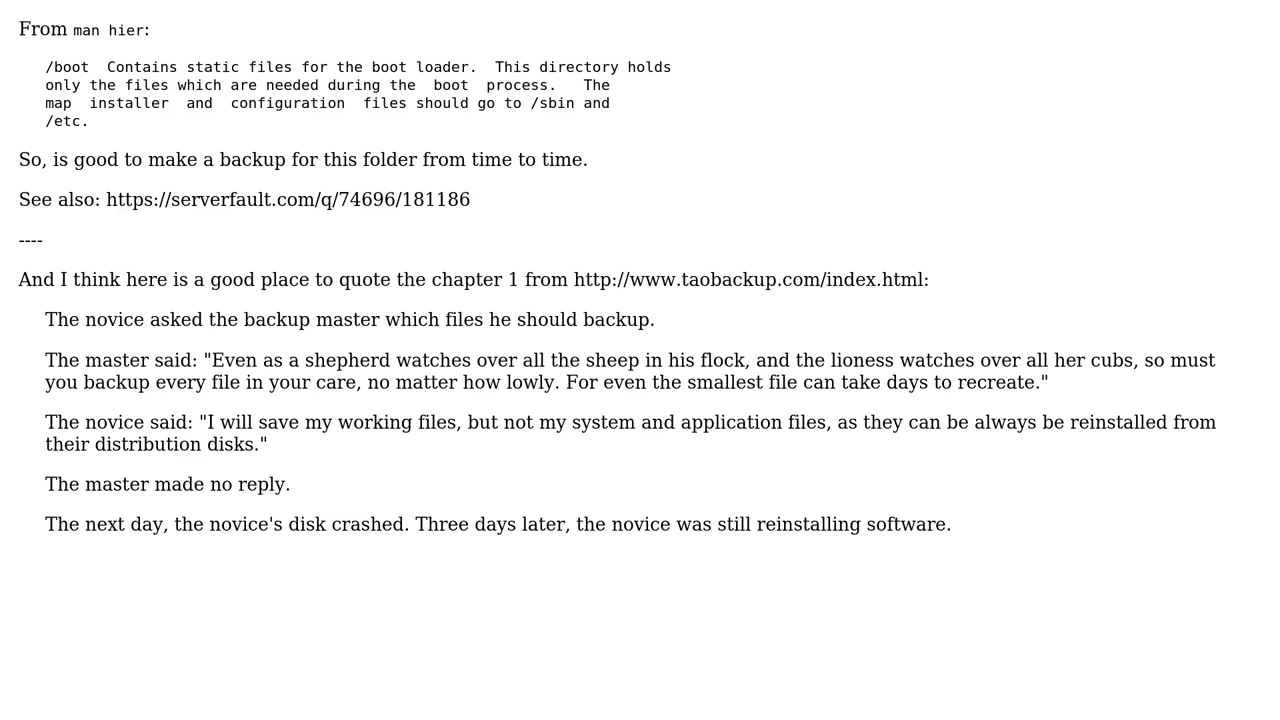 From man hier:
/boot  Contains static files for the boot loader.  This directory holds
only the files which are needed during the  boot  process.   The
map  installer  and  configuration  files should go to /sbin and
/etc.
So, is good to make a backup for this folder from time to time.
See also: https://serverfault.com/q/74696/181186
----
And I think here is a good place to quote the chapter 1 from http://www.taobackup.com/index.html:
The novice asked the backup master which files he should backup.
The master said: "Even as a shepherd watches over all the sheep in his flock, and the lioness watches over all her cubs, so must
you backup every file in your care, no matter how lowly. For even the smallest file can take days to recreate."
The novice said: "I will save my working files, but not my system and application files, as they can be always be reinstalled from
their distribution disks."
The master made no reply.
The next day, the novice's disk crashed. Three days later, the novice was still reinstalling software.